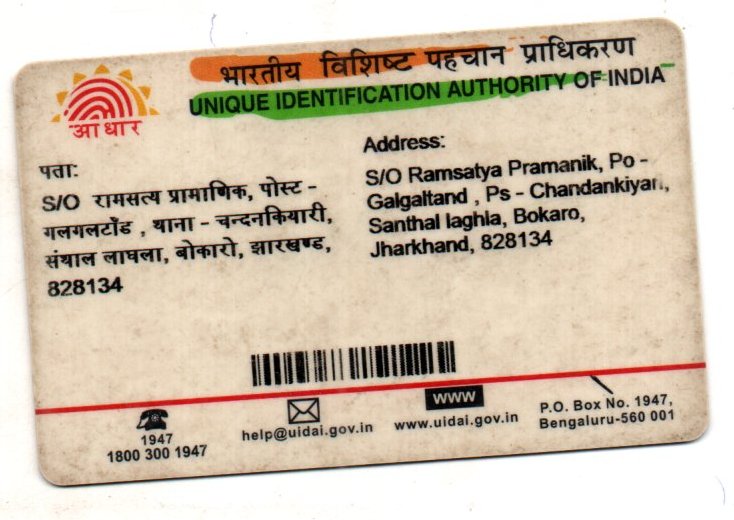 भारतीय विशिष्ट पहचान प्राधिकरण
UNIQUE IDENTIFICATION AUTHORITY OF INDIA
आधार
पता:
S/O रामसत्य प्रामाणिक, पोस्ट -
गलगलटाँड , थाना - चन्दनकियारी,
संथाल लाघला, बोकारो, झारखण्ड,
828134
Address:
S/O Ramsatya Pramanik, Po -
Galgaltand , Ps - Chandankiyari,
Santhal laghla, Bokaro,
Jharkhand, 828134
1947
1800 300 1947
help@uidai.gov.in
www
www.uidai.gov.in
P.O. Box No. 1947,
Bengaluru-560 001